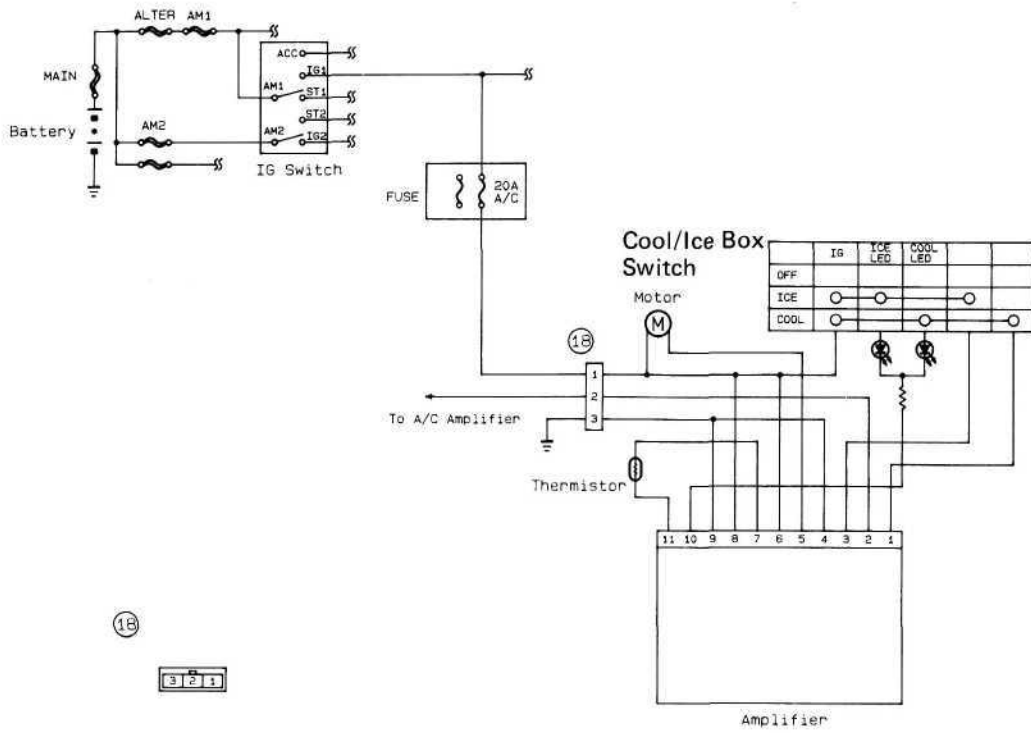 ALTER AM1
ACC
IG1
MAIN
AM1 ST1
ST2
AM2
AM2 IG2
Battery
IG Switch
FUSE
20A
A/C
Cool/Ice Box
Switch
IG ICE LED COOL LED
OFF
ICE
COOL
Motor
M
18
1
2
3
To A/C Amplifier
Thermistor
11 10 9 8 7 6 5 4 3 2 1
Amplifier
18
3 2 1